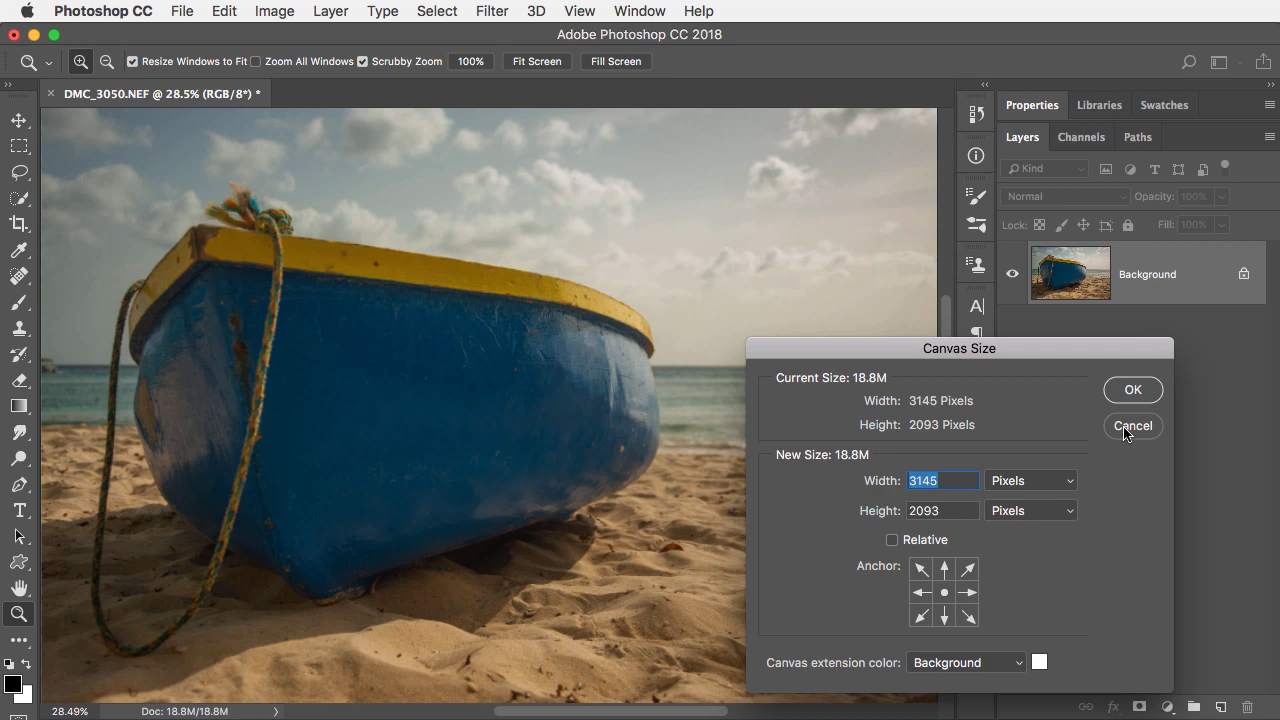 Photoshop CC File Edit Image Layer Type Select Filter 3D View Window Help
Adobe Photoshop CC 2018
Resize Windows to Fit Zoom All Windows Scrubby Zoom 100% Fit Screen Fill Screen
DMC_3050.NEF @ 28.5% (RGB/8*) *
Properties Libraries Swatches
Layers Channels Paths
Kind
Normal Opacity: 100%
Lock: Fill: 100%
Background
Canvas Size
Current Size: 18.8M
Width: 3145 Pixels
Height: 2093 Pixels
OK
Cancel
New Size: 18.8M
Width: 3145 Pixels
Height: 2093 Pixels
Relative
Anchor:
Canvas extension color: Background
28.49% Doc: 18.8M/18.8M